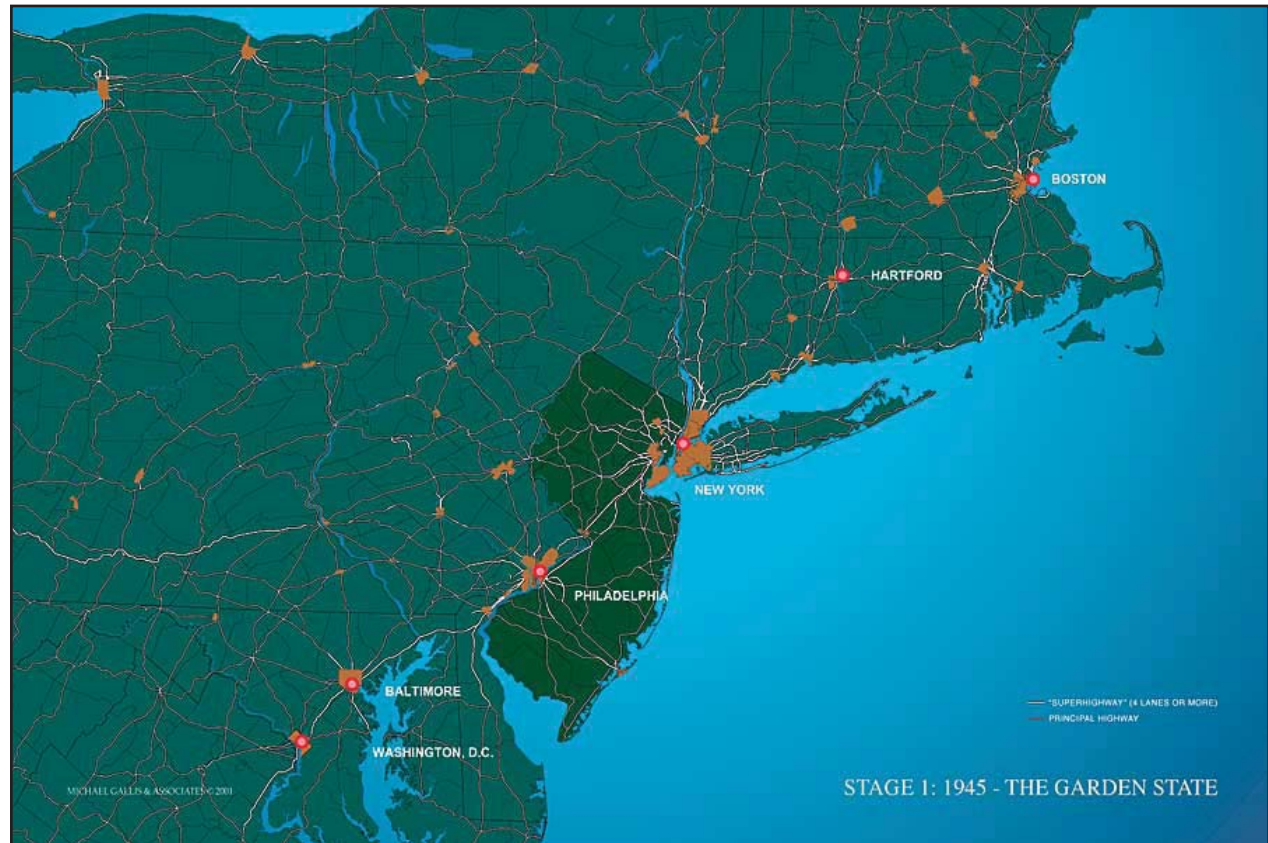 BOSTON
HARTFORD
NEW YORK
PHILADELPHIA
BALTIMORE
WASHINGTON, D.C.
"SUPERHIGHWAY" (4 LANES OR MORE)
PRINCIPAL HIGHWAY
MICHAEL GALLIS & ASSOCIATES © 2001
STAGE 1: 1945 - THE GARDEN STATE